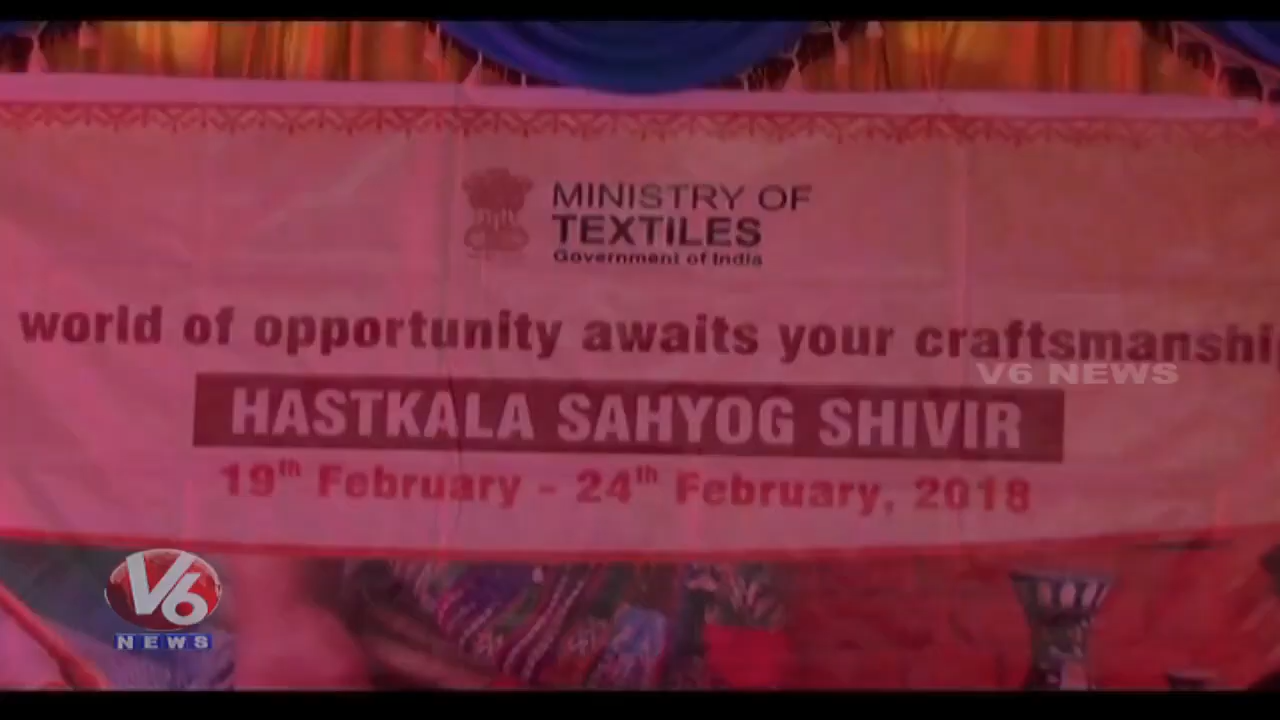 MINISTRY OF
TEXTILES
Government of India
world of opportunity awaits your craftsmanshi
V6 NEWS
HASTKALA SAHYOG SHIVIR
19th February - 24th February, 2018
V6
NEWS